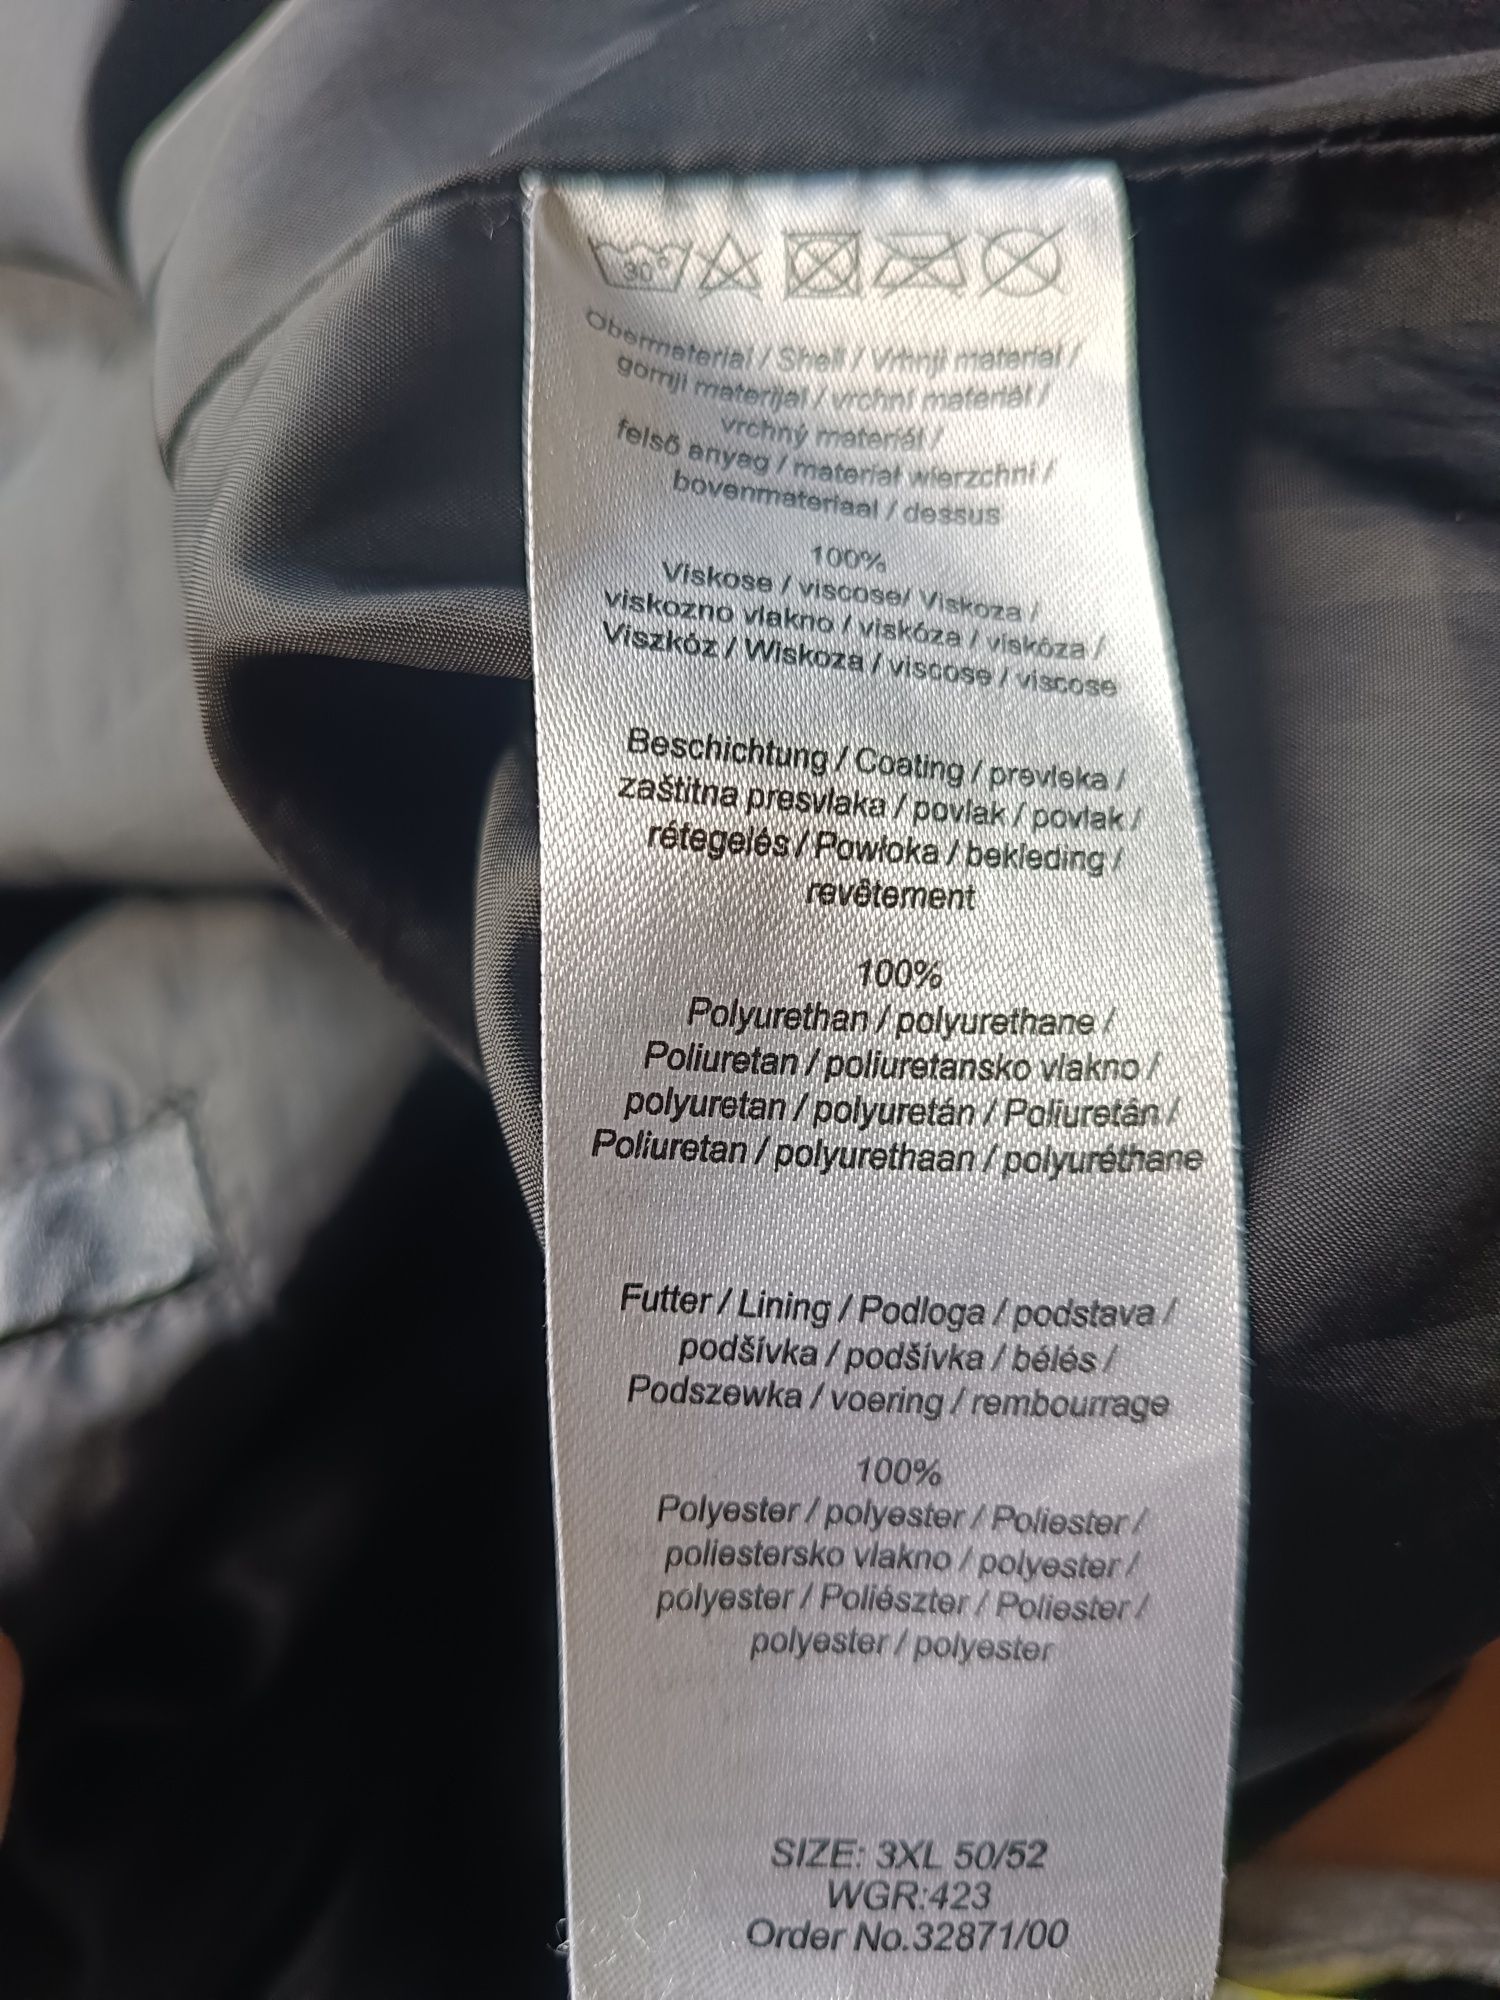 30°
Obermaterial / Shell / Vrhnji material /
gornji materijal / vrchní materiál /
vrchný materiál /
felső anyag / materiał wierzchni /
bovenmateriaal / dessus
100%
Viskose / viscose/ Viskoza /
viskozno vlakno / viskóza / viskóza /
Viszkóz / Wiskoza / viscose / viscose
Beschichtung / Coating / prevleka /
zaštitna presvlaka / povlak / povlak /
rétegelés / Powłoka / bekleding /
revêtement
100%
Polyurethan / polyurethane /
Poliuretan / poliuretansko vlakno /
polyuretan / polyuretán / Poliuretán /
Poliuretan / polyurethaan / polyuréthane
Futter / Lining / Podloga / podstava /
podšívka / podšívka / bélés /
Podszewka / voering / rembourrage
100%
Polyester / polyester / Poliester /
poliestersko vlakno / polyester /
polyester / Poliészter / Poliester /
polyester / polyester
SIZE: 3XL 50/52
WGR:423
Order No.32871/00